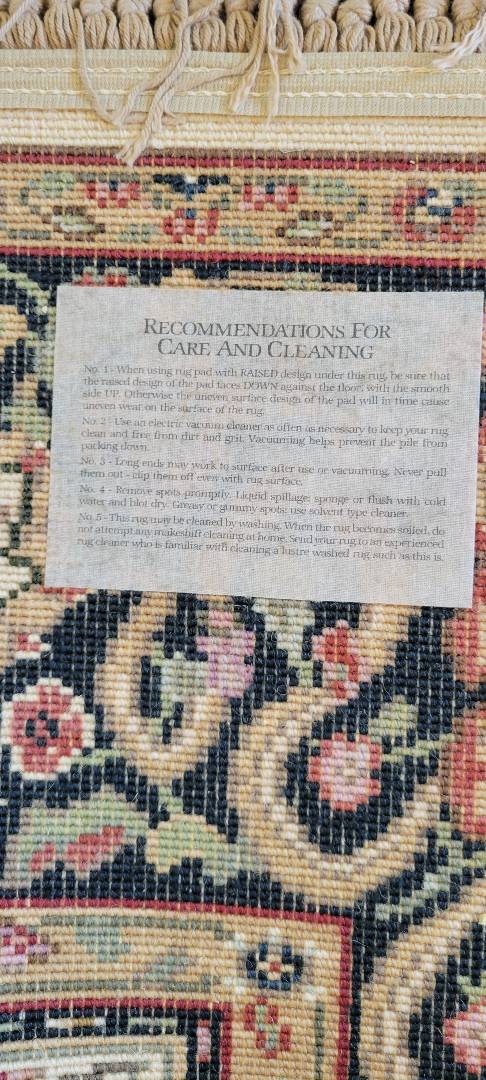 RECOMMENDATIONS FOR
CARE AND CLEANING
No. 1 - When using rug pad with RAISED design under this rug, be sure that
the raised design of the pad faces DOWN against the floor, with the smooth
side UP. Otherwise the uneven surface design of the pad will in time cause
uneven wear on the surface of the rug.
No. 2 - Use an electric vacuum cleaner as often as necessary to keep your rug
clean and free from dirt and grit. Vacuuming helps prevent the pile from
packing down.
No. 3 - Long ends may work to surface after use or vacuuming. Never pull
them out - clip them off even with rug surface.
No. 4 - Remove spots promptly. Liquid spillage; sponge or flush with cold
water and blot dry. Greasy or gummy spots; use solvent type cleaner.
No. 5 - This rug may be cleaned by washing. When the rug becomes soiled, do
not attempt any makeshift cleaning at home. Send your rug to an experienced
rug cleaner who is familiar with cleaning a lustre washed rug such as this is.